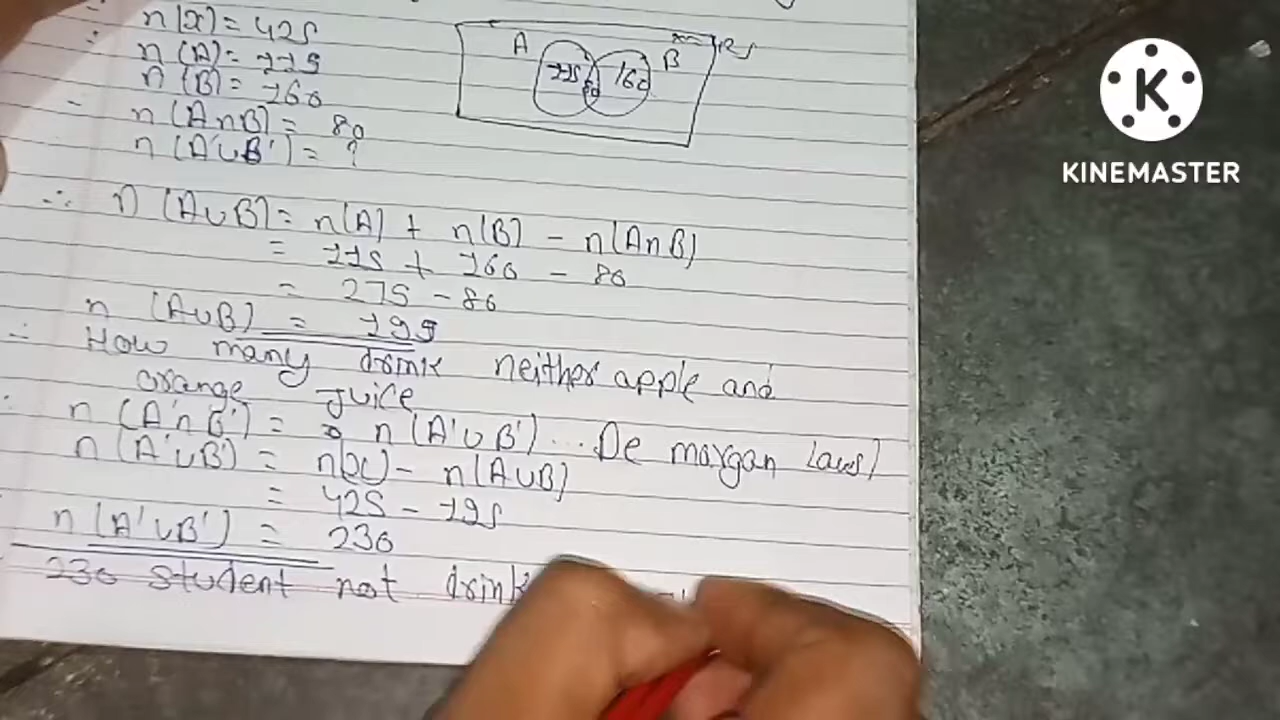 n(x) = 425
∵ n(A) = 115
n(B) = 160
n(A∩B) = 80
n(A'∪B') = ?
A
B
115
80
160
∴ n(A∪B) = n(A) + n(B) - n(A∩B)
= 115 + 160 - 80
= 275 - 80
n(A∪B) = 195
∴ How many drink neither apple and
orange Juice
n(A'∩B') = n(A'∪B') ... De morgan laws)
n(A'∪B') = n(x) - n(A∪B)
= 425 - 195
n(A'∪B') = 230
230 student not drink
K
KINEMASTER